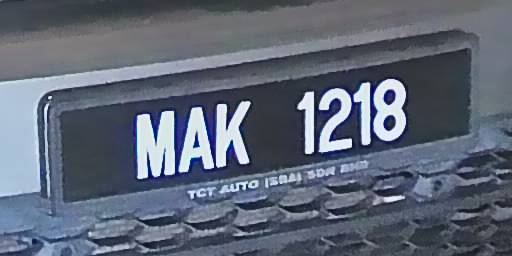 MAK 1218
TCT AUTO (SBA) SDN BHD